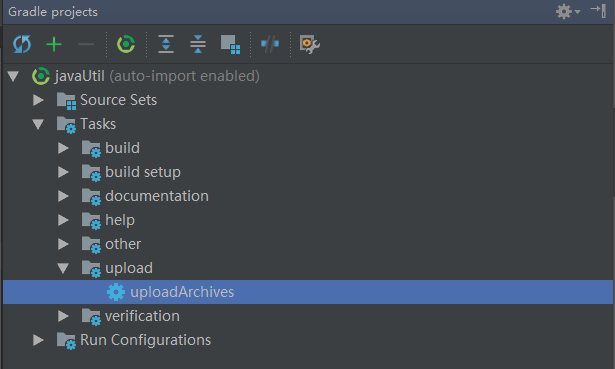 Gradle projects
javaUtil (auto-import enabled)
Source Sets
Tasks
build
build setup
documentation
help
other
upload
uploadArchives
verification
Run Configurations